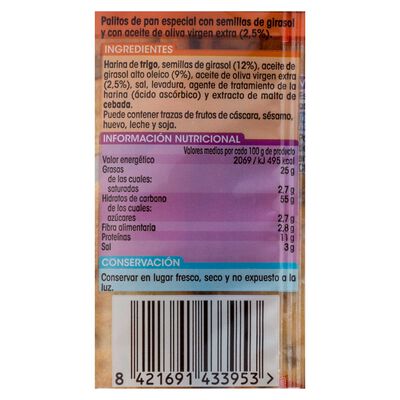 Palitos de pan especial con semillas de girasol
y con aceite de oliva virgen extra (2,5%).
INGREDIENTES
Harina de trigo, semillas de girasol (12%), aceite de
girasol alto oleico (9%), aceite de oliva virgen extra
(2,5%), sal, levadura, agente de tratamiento de la
harina (ácido ascórbico) y extracto de malta de
cebada.
Puede contener trazas de frutos de cáscara, sésamo,
huevo, leche y soja.
INFORMACIÓN NUTRICIONAL
Valores medios por cada 100 g de producto
Valor energético 2069 / kJ 495 kcal
Grasas 25 g
de las cuales:
saturadas 2,7 g
Hidratos de carbono 55 g
de los cuales:
azúcares 2,7 g
Fibra alimentaria 2,8 g
Proteínas 11 g
Sal 3 g
CONSERVACIÓN
Conservar en lugar fresco, seco y no expuesto a la
luz.
8 421691 433953 >